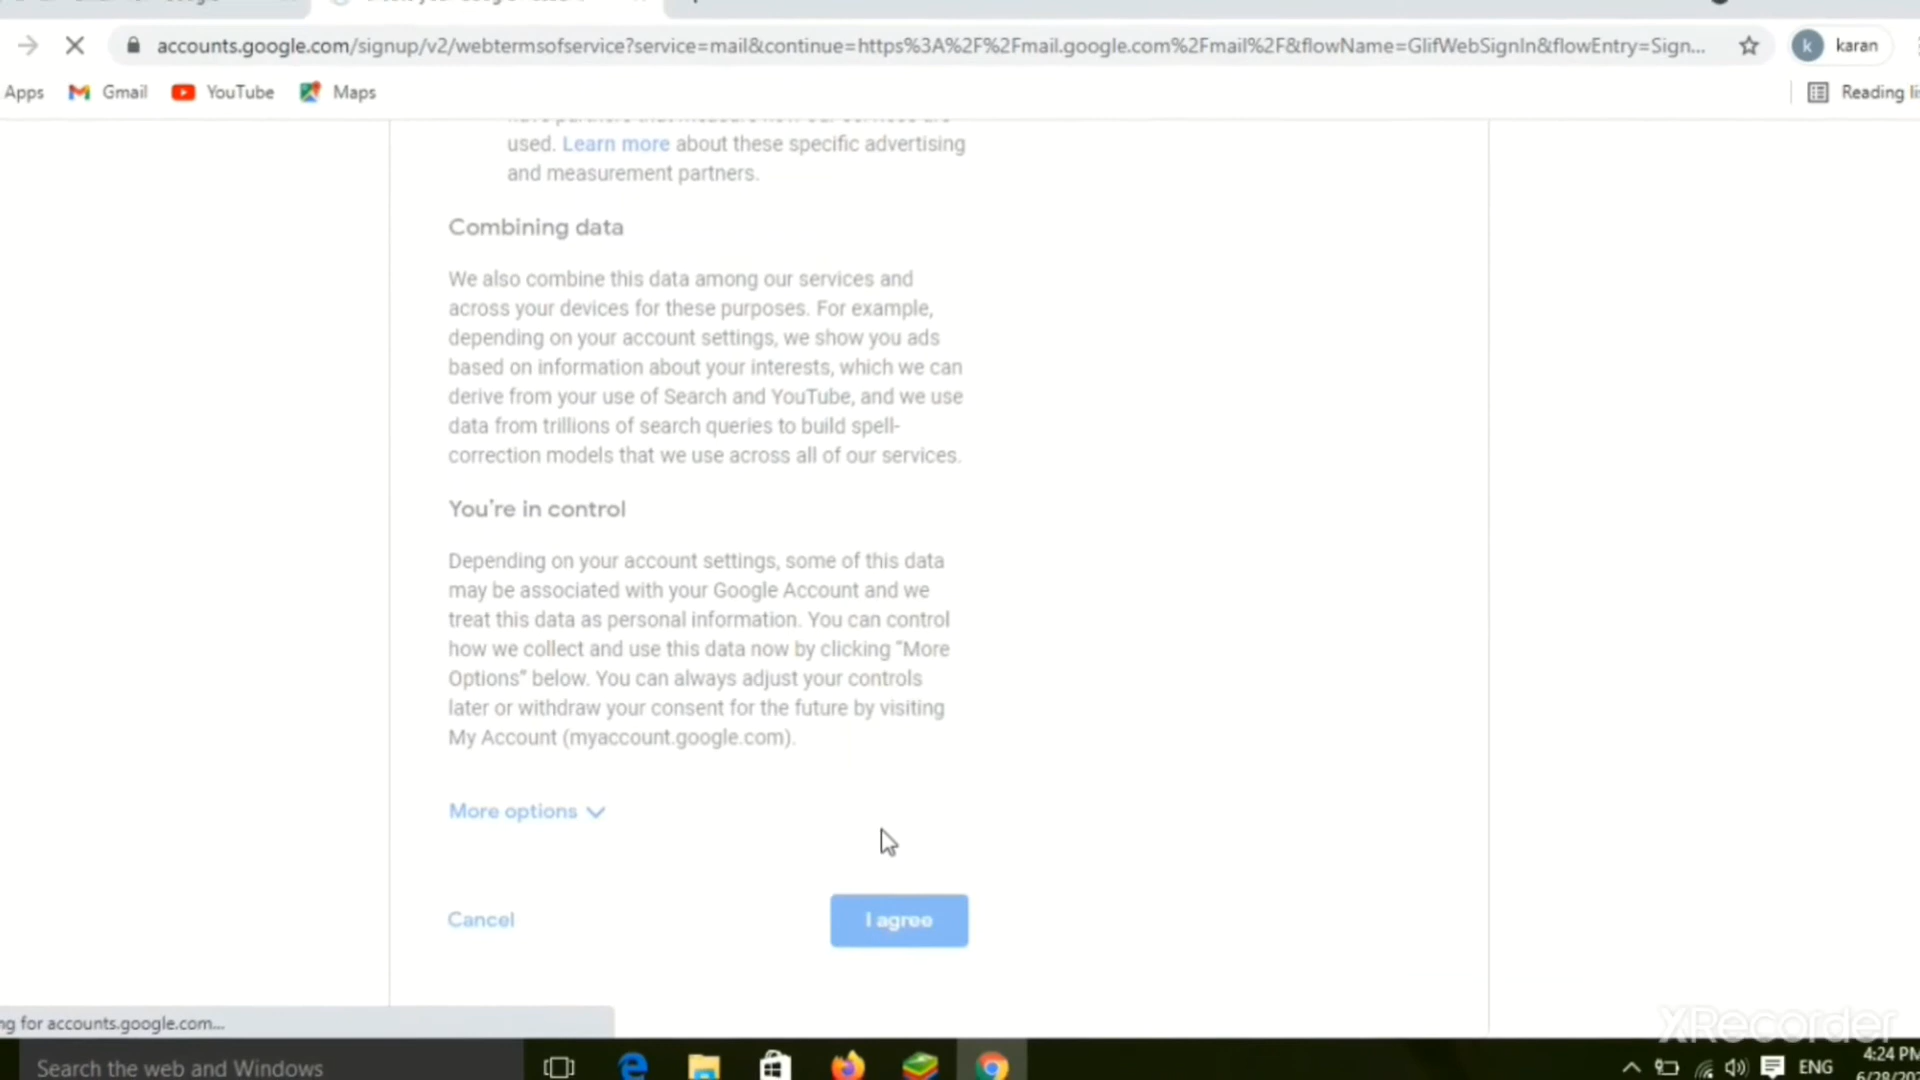 accounts.google.com/signup/v2/webtermsofservice?service=mail&continue=https%3A%2F%2Fmail.google.com%2Fmail%2F&flowName=GlifWebSignIn&flowEntry=Sign...
k karan
Apps Gmail YouTube Maps Reading
used. Learn more about these specific advertising
and measurement partners.
Combining data
We also combine this data among our services and
across your devices for these purposes. For example,
depending on your account settings, we show you ads
based on information about your interests, which we can
derive from your use of Search and YouTube, and we use
data from trillions of search queries to build spell-
correction models that we use across all of our services.
You're in control
Depending on your account settings, some of this data
may be associated with your Google Account and we
treat this data as personal information. You can control
how we collect and use this data now by clicking “More
Options” below. You can always adjust your controls
later or withdraw your consent for the future by visiting
My Account (myaccount.google.com).
More options
Cancel I agree
ng for accounts.google.com...
XRecorder
Search the web and Windows
ENG 4:24 PM